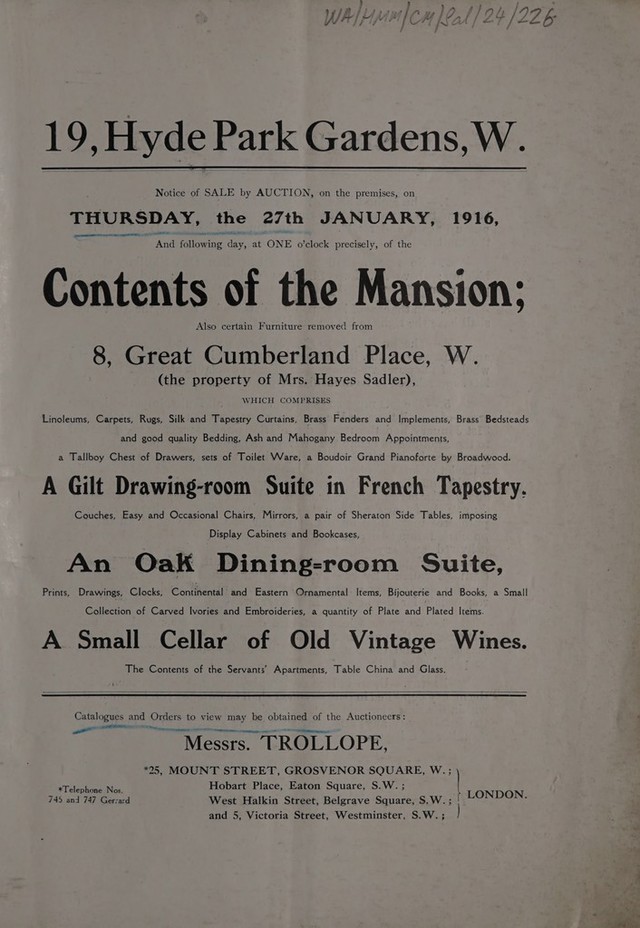 WA/HMM/CM/Sal/24/226
19, Hyde Park Gardens, W.
Notice of SALE by AUCTION, on the premises, on
THURSDAY, the 27th JANUARY, 1916,
And following day, at ONE o'clock precisely, of the
Contents of the Mansion;
Also certain Furniture removed from
8, Great Cumberland Place, W.
(the property of Mrs. Hayes Sadler),
WHICH COMPRISES
Linoleums, Carpets, Rugs, Silk and Tapestry Curtains, Brass Fenders and Implements, Brass Bedsteads
and good quality Bedding, Ash and Mahogany Bedroom Appointments,
a Tallboy Chest of Drawers, sets of Toilet Ware, a Boudoir Grand Pianoforte by Broadwood.
A Gilt Drawing-room Suite in French Tapestry.
Couches, Easy and Occasional Chairs, Mirrors, a pair of Sheraton Side Tables, imposing
Display Cabinets and Bookcases,
An Oak Dining-room Suite,
Prints, Drawings, Clocks, Continental and Eastern Ornamental Items, Bijouterie and Books, a Small
Collection of Carved Ivories and Embroideries, a quantity of Plate and Plated Items.
A Small Cellar of Old Vintage Wines.
The Contents of the Servants' Apartments, Table China and Glass.
Catalogues and Orders to view may be obtained of the Auctioneers:
Messrs. TROLLOPE,
*25, MOUNT STREET, GROSVENOR SQUARE, W.;
Hobart Place, Eaton Square, S.W.;
West Halkin Street, Belgrave Square, S.W.;
and 5, Victoria Street, Westminster, S.W.;
LONDON.
*Telephone Nos.
745 and 747 Gerrard